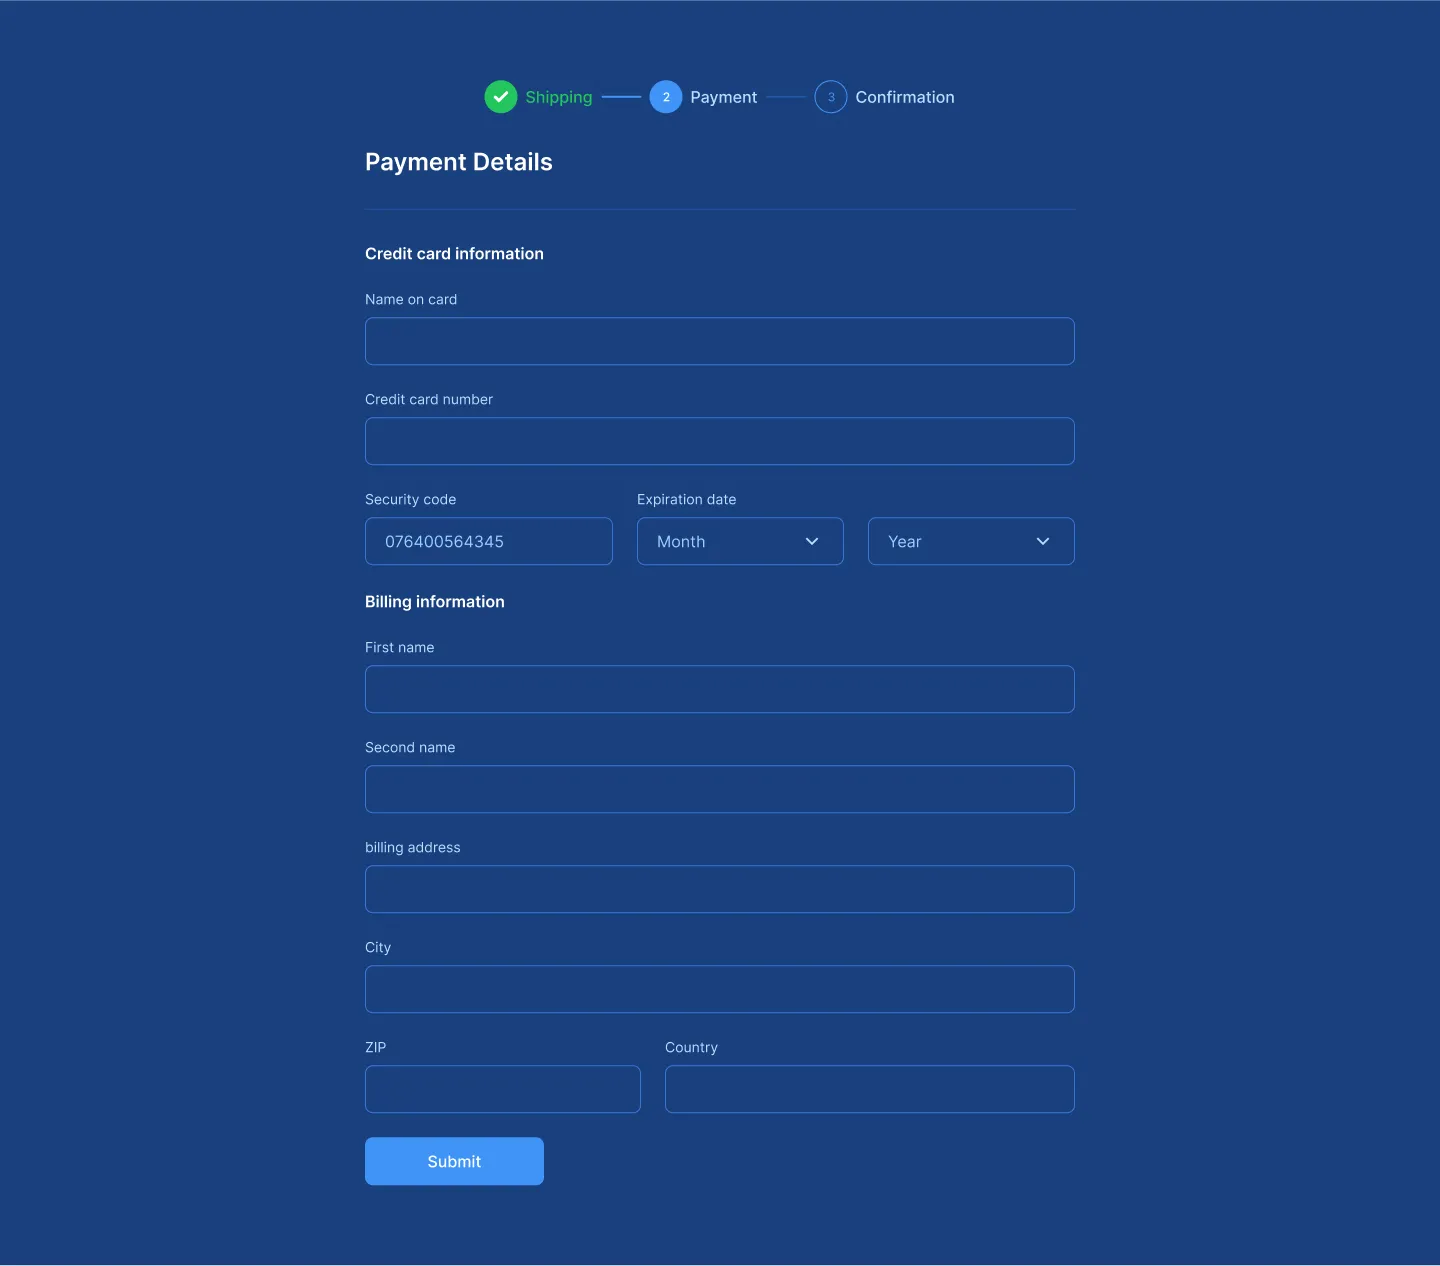 Shipping 2 Payment 3 Confirmation
Payment Details
Credit card information
Name on card
Credit card number
Security code Expiration date
076400564345 Month Year
Billing information
First name
Second name
billing address
City
ZIP Country
Submit